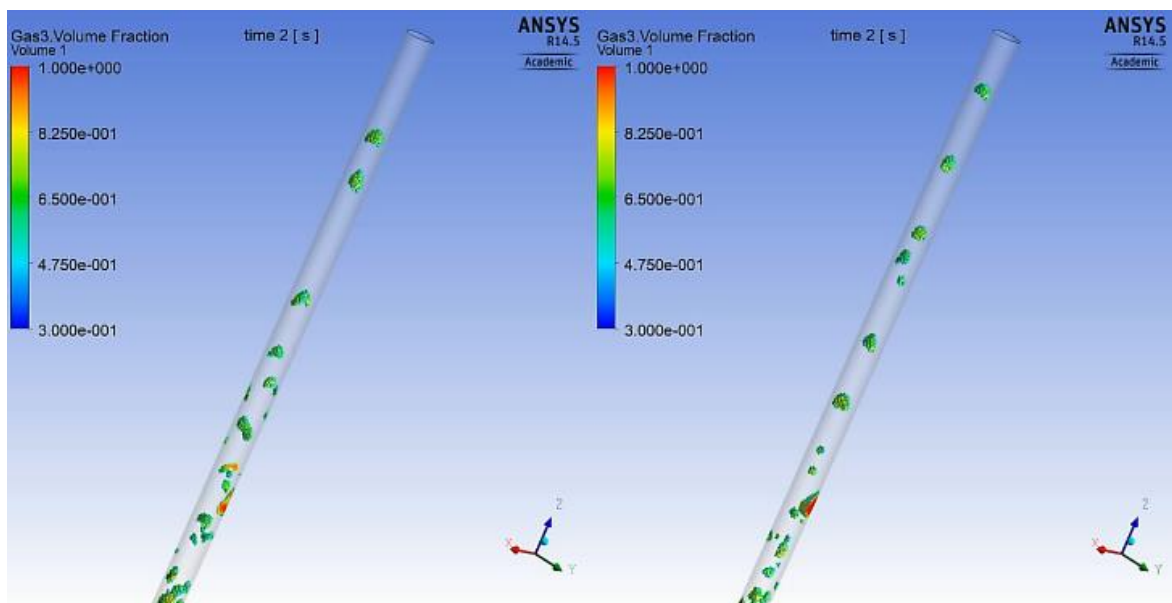 Gas3.Volume Fraction
Volume 1
time 2 [ s ]
ANSYS
R14.5
Academic
1.000e+000
8.250e-001
6.500e-001
4.750e-001
3.000e-001
Z
X
Y
Gas3.Volume Fraction
Volume 1
time 2 [ s ]
ANSYS
R14.5
Academic
1.000e+000
8.250e-001
6.500e-001
4.750e-001
3.000e-001
Z
X
Y